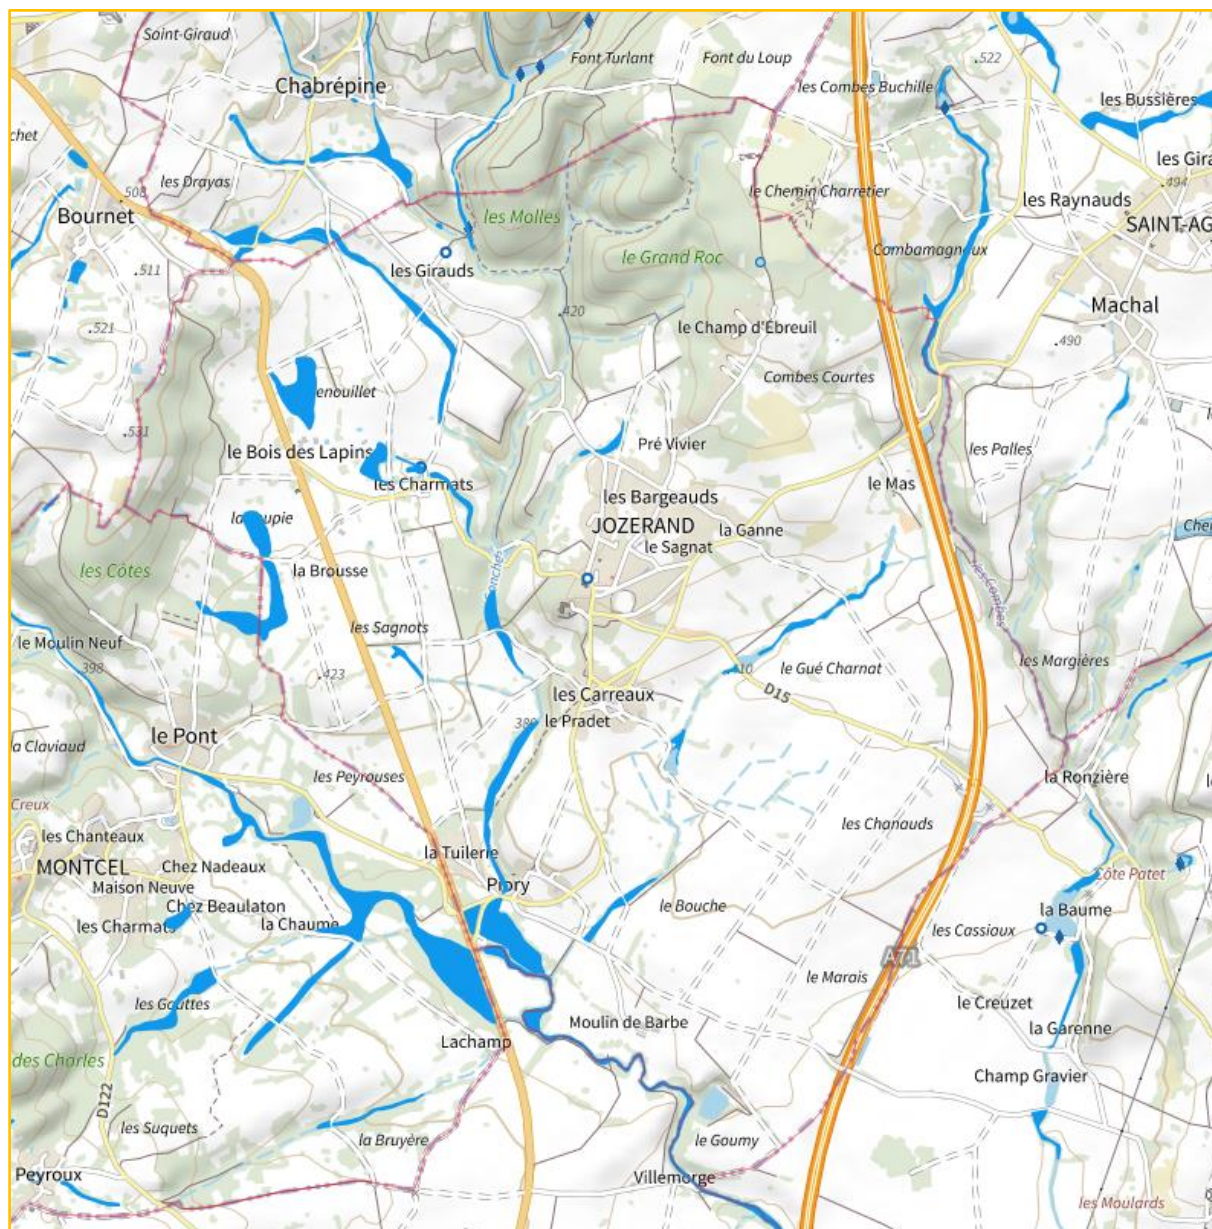 Saint-Giraud
Font Turlant
Font du Loup
.522
Chabrépine
les Combes Buchille
les Bussières
chet
les Gira
les Drayas
.508
le Chemin Charretier
.494
les Raynauds
Bournet
les Molles
SAINT-AG
Combamagnoux
le Grand Roc
.511
les Girauds
Machal
.420
.521
le Champ d'Ebreuil
.490
Combes Courtes
enouillet
.531
Pré Vivier
le Bois des Lapins
les Palles
les Charmats
le Mas
les Bargeauds
JOZERAND
la Ganne
le Sagnat
les Côtes
la Brousse
les Combes
les Sagnots
le Moulin Neuf
398
les Margières
.423
.410
le Gué Charnat
les Carreaux
D15
le Pradet
le Pont
la Claviaud
les Peyrouses
la Ronzière
Creux
les Chanauds
les Chanteaux
la Tuilerie
MONTCEL
Chez Nadeaux
Côte Patet
Maison Neuve
Piory
Chez Beaulaton
le Bouche
la Baume
les Charmats
la Chaume
les Cassiaux
A71
le Marais
les Gouttes
le Creuzet
Moulin de Barbe
la Garenne
Lachamp
des Charles
Champ Gravier
D122
les Suquets
la Bruyère
le Goumy
Peyroux
Villemorge
les Moulards